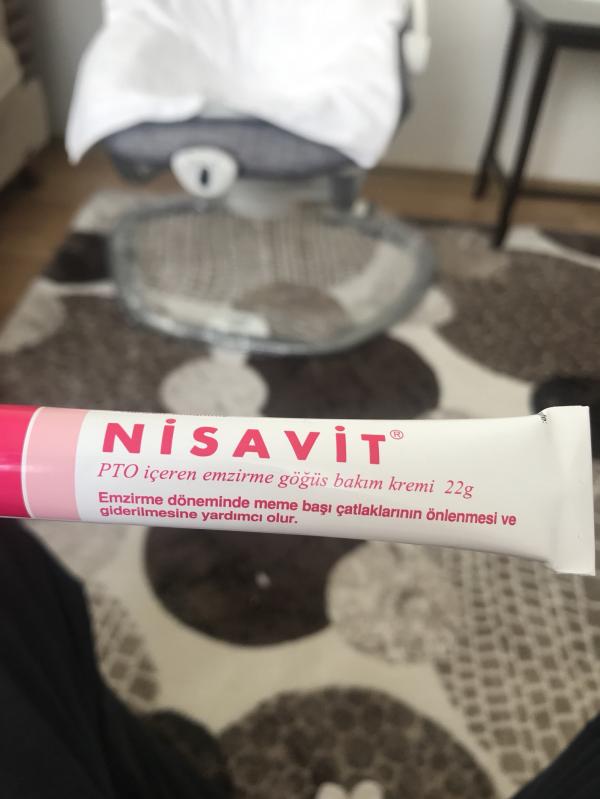 NİSAVİT®
PTO içeren emzirme göğüs bakım kremi 22g
Emzirme döneminde meme başı çatlaklarının önlenmesi ve
giderilmesine yardımcı olur.